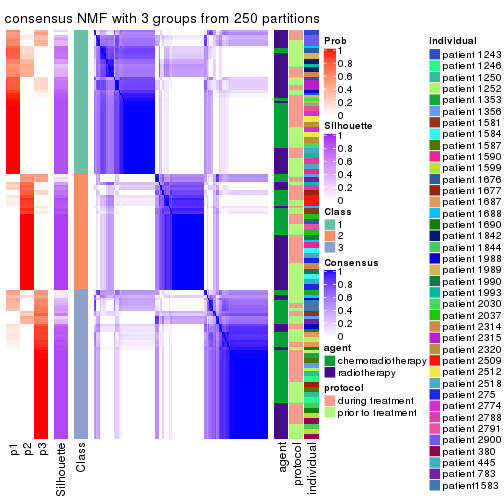 consensus NMF with 3 groups from 250 partitions
Prob
1
0.8
0.6
0.4
0.2
0
Silhouette
1
0.8
0.6
0.4
0.2
0
Class
1
2
3
Consensus
1
0.8
0.6
0.4
0.2
0
agent
chemoradiotherapy
radiotherapy
protocol
during treatment
prior to treatment
individual
patient 1243
patient 1246
patient 1250
patient 1252
patient 1353
patient 1356
patient 1581
patient 1584
patient 1587
patient 1590
patient 1599
patient 1676
patient 1677
patient 1687
patient 1688
patient 1690
patient 1842
patient 1844
patient 1988
patient 1989
patient 1990
patient 1993
patient 2030
patient 2037
patient 2314
patient 2315
patient 2320
patient 2509
patient 2512
patient 2518
patient 275
patient 2774
patient 2788
patient 2791
patient 2900
patient 380
patient 445
patient 783
patient1583
p1
p2
p3
Silhouette
Class
agent
protocol
individual